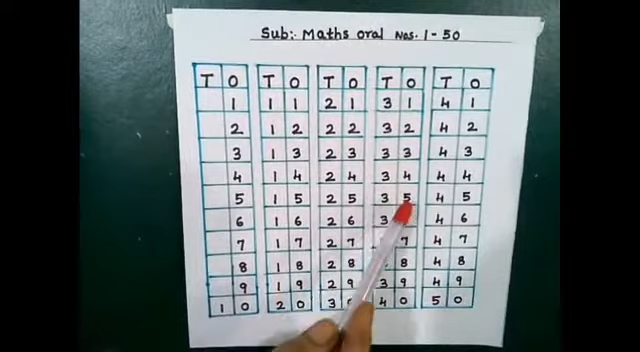 Sub:- Maths oral Nos. 1 - 50
T O T O T O T O T O
1 1 1 2 1 3 1 4 1
2 1 2 2 2 3 2 4 2
3 1 3 2 3 3 3 4 3
4 1 4 2 4 3 4 4 4
5 1 5 2 5 3 5 4 5
6 1 6 2 6 3 4 6
7 1 7 2 7 7 4 7
8 1 8 2 8 8 4 8
9 1 9 2 9 3 9 4 9
1 0 2 0 3 0 4 0 5 0